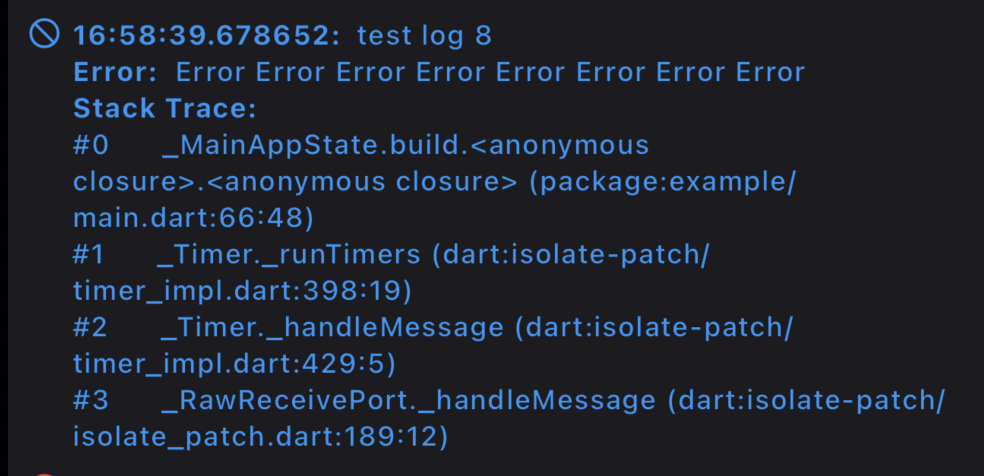 16:58:39.678652: test log 8
Error: Error Error Error Error Error Error Error Error
Stack Trace:
#0 _MainAppState.build.<anonymous
closure>.<anonymous closure> (package:example/
main.dart:66:48)
#1 _Timer._runTimers (dart:isolate-patch/
timer_impl.dart:398:19)
#2 _Timer._handleMessage (dart:isolate-patch/
timer_impl.dart:429:5)
#3 _RawReceivePort._handleMessage (dart:isolate-patch/
isolate_patch.dart:189:12)